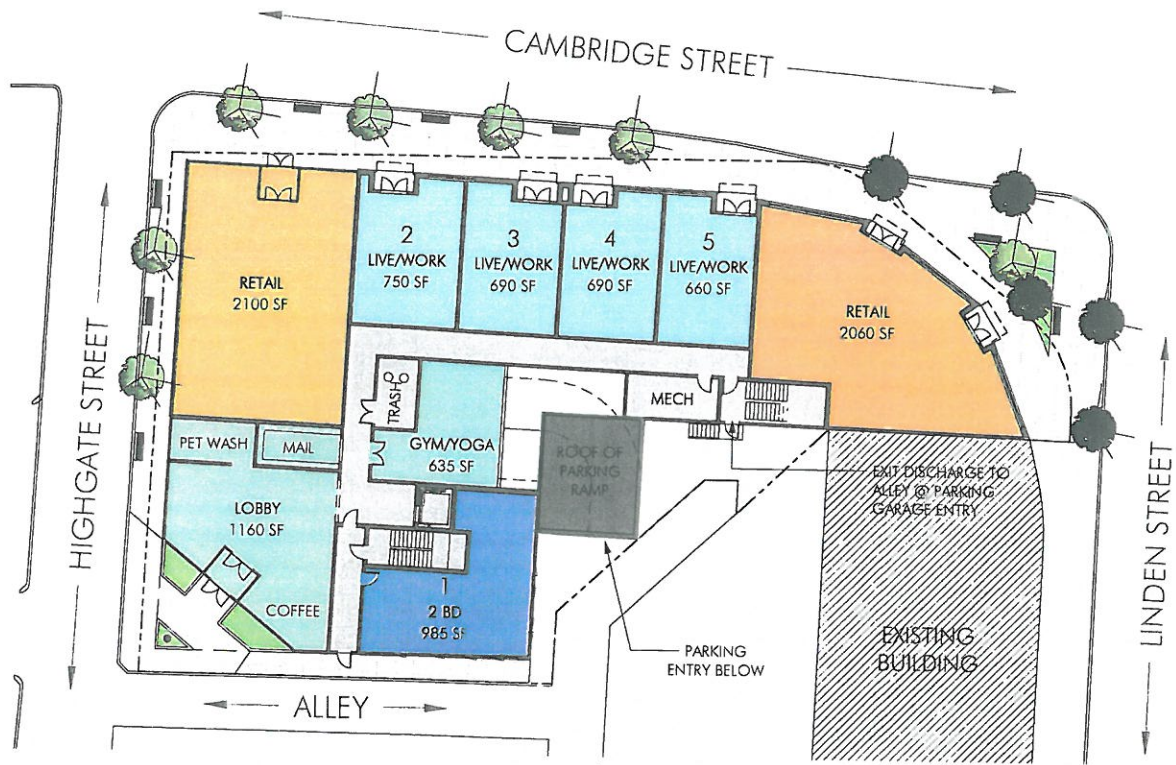 CAMBRIDGE STREET
HIGHGATE STREET
LINDEN STREET
ALLEY
RETAIL
2100 SF
2
LIVE/WORK
750 SF
3
LIVE/WORK
690 SF
4
LIVE/WORK
690 SF
5
LIVE/WORK
660 SF
RETAIL
2060 SF
TRASH
GYM/YOGA
635 SF
MECH
PET WASH
MAIL
LOBBY
1160 SF
COFFEE
ROOF OF
PARKING
RAMP
EXIT DISCHARGE TO
ALLEY @ PARKING
GARAGE ENTRY
1
2 BD
985 SF
PARKING
ENTRY BELOW
EXISTING
BUILDING